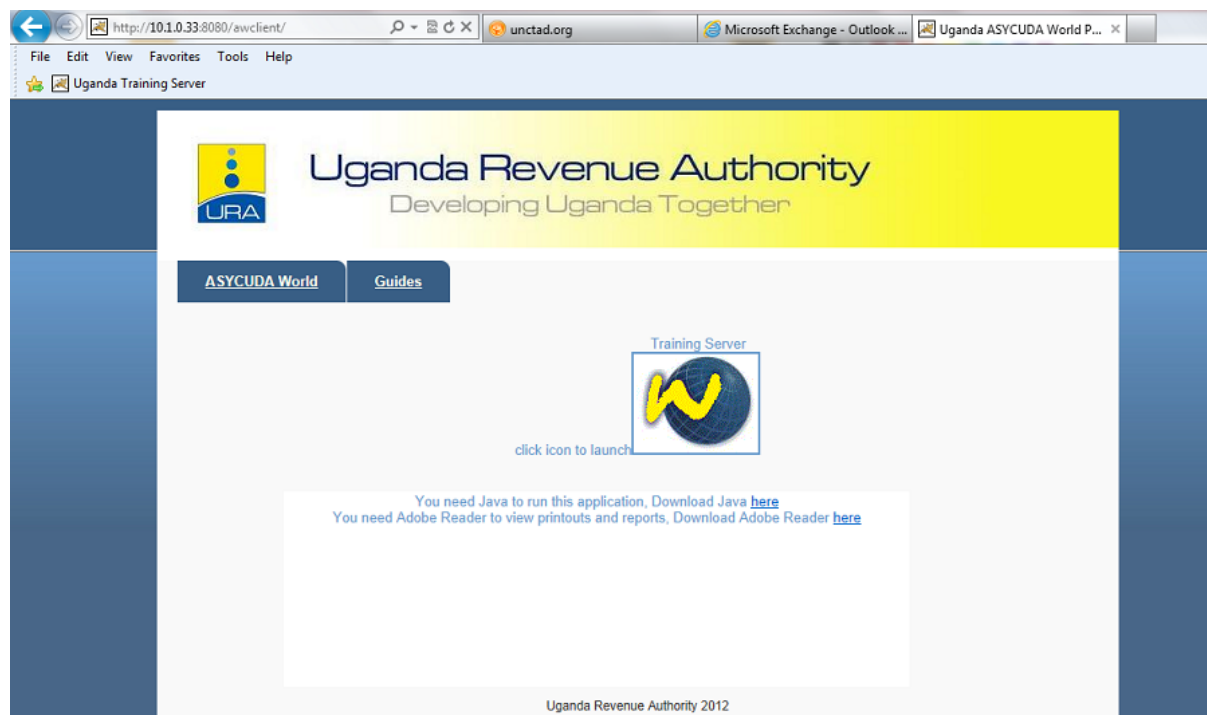 http://10.1.0.33:8080/awclient/
unctad.org
Microsoft Exchange - Outlook ...
Uganda ASYCUDA World P...
File Edit View Favorites Tools Help
Uganda Training Server
URA
Uganda Revenue Authority
Developing Uganda Together
ASYCUDA World
Guides
Training Server
click icon to launch
You need Java to run this application, Download Java here
You need Adobe Reader to view printouts and reports, Download Adobe Reader here
Uganda Revenue Authority 2012